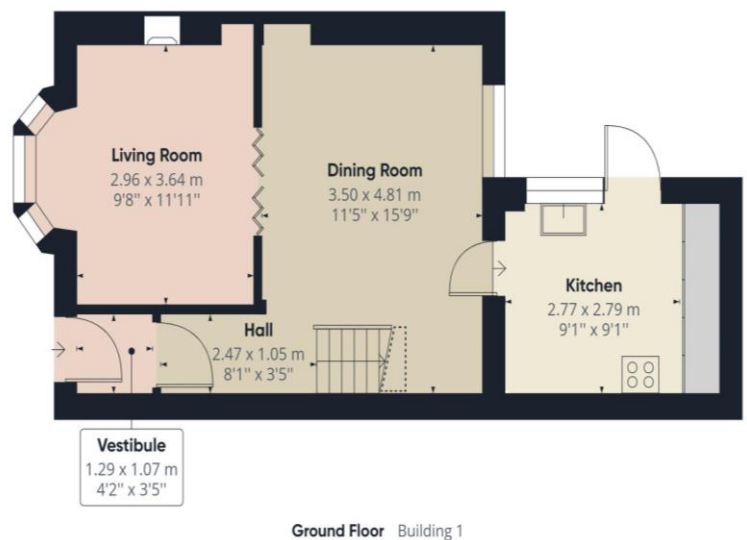 Living Room
2.96 x 3.64 m
9'8" x 11'11"
Dining Room
3.50 x 4.81 m
11'5" x 15'9"
Kitchen
2.77 x 2.79 m
9'1" x 9'1"
Hall
2.47 x 1.05 m
8'1" x 3'5"
Vestibule
1.29 x 1.07 m
4'2" x 3'5"
Ground Floor Building 1